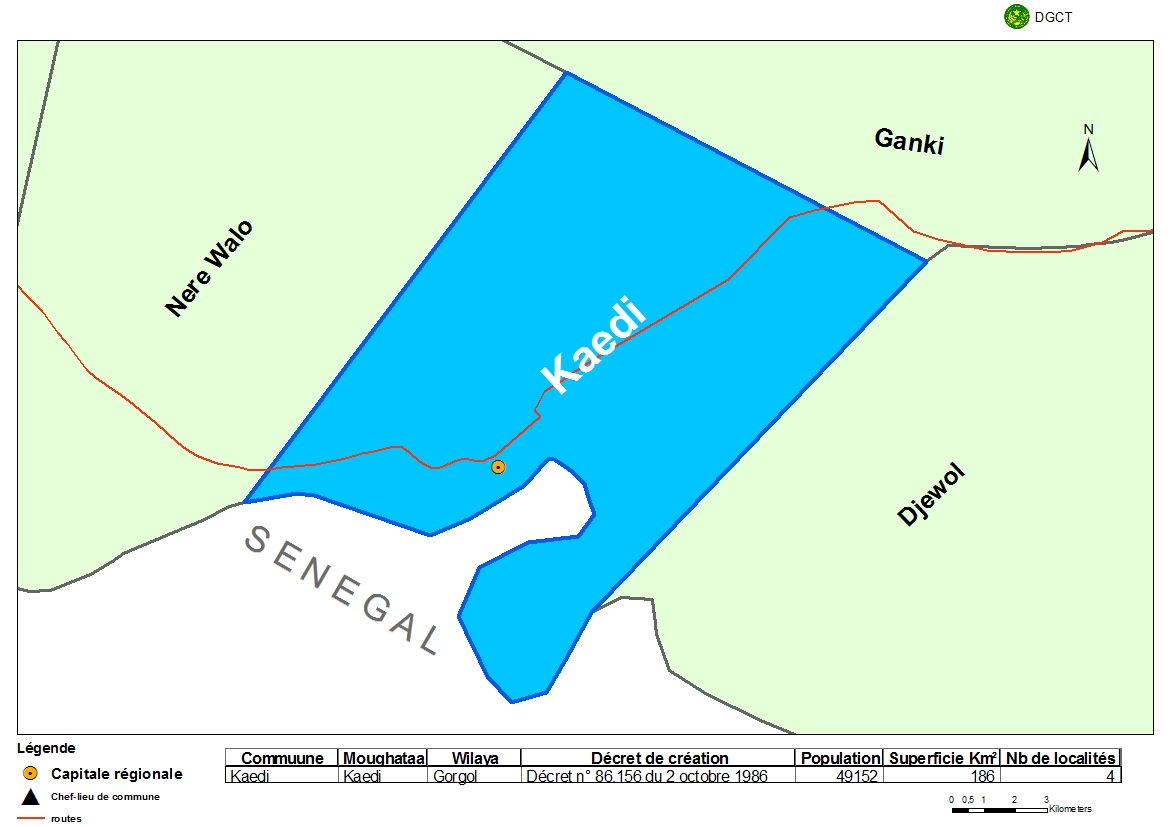 DGCT
Ganki
N
Nere Walo
Kaedi
Djewol
SENEGAL
Légende
Capitale régionale
Chef-lieu de commune
routes
Commuune Moughataa Wilaya Décret de création Population Superficie Km² Nb de localités
Kaedi Kaedi Gorgol Décret n° 86.156 du 2 octobre 1986 49152 186 4
0 0,5 1 2 3
Kilometers